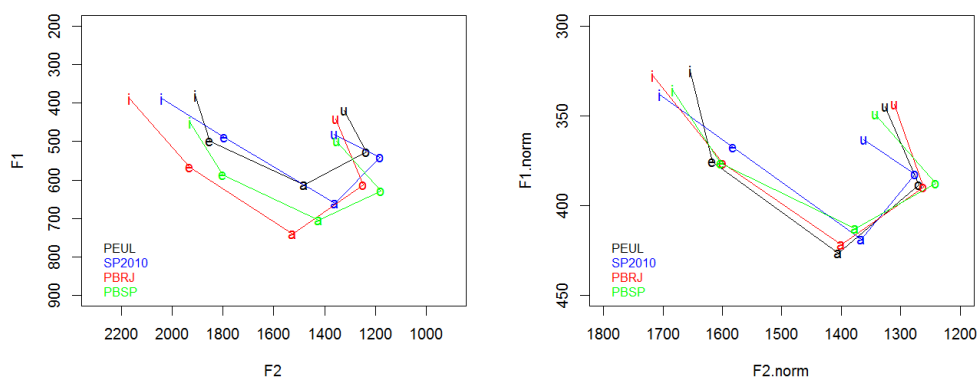 F1
200
300
400
500
600
700
800
900
i i i
u
u
i
u
e
e u
o
o
e
e
a o
o
a
a
a
PEUL
SP2010
PBRJ
PBSP
2200 2000 1800 1600 1400 1200 1000
F2
F1.norm
300
350
400
450
i
i
i
i
u u
u
u
e
e e
o
o
o o
a
a
a
a
PEUL
SP2010
PBRJ
PBSP
1800 1700 1600 1500 1400 1300 1200
F2.norm